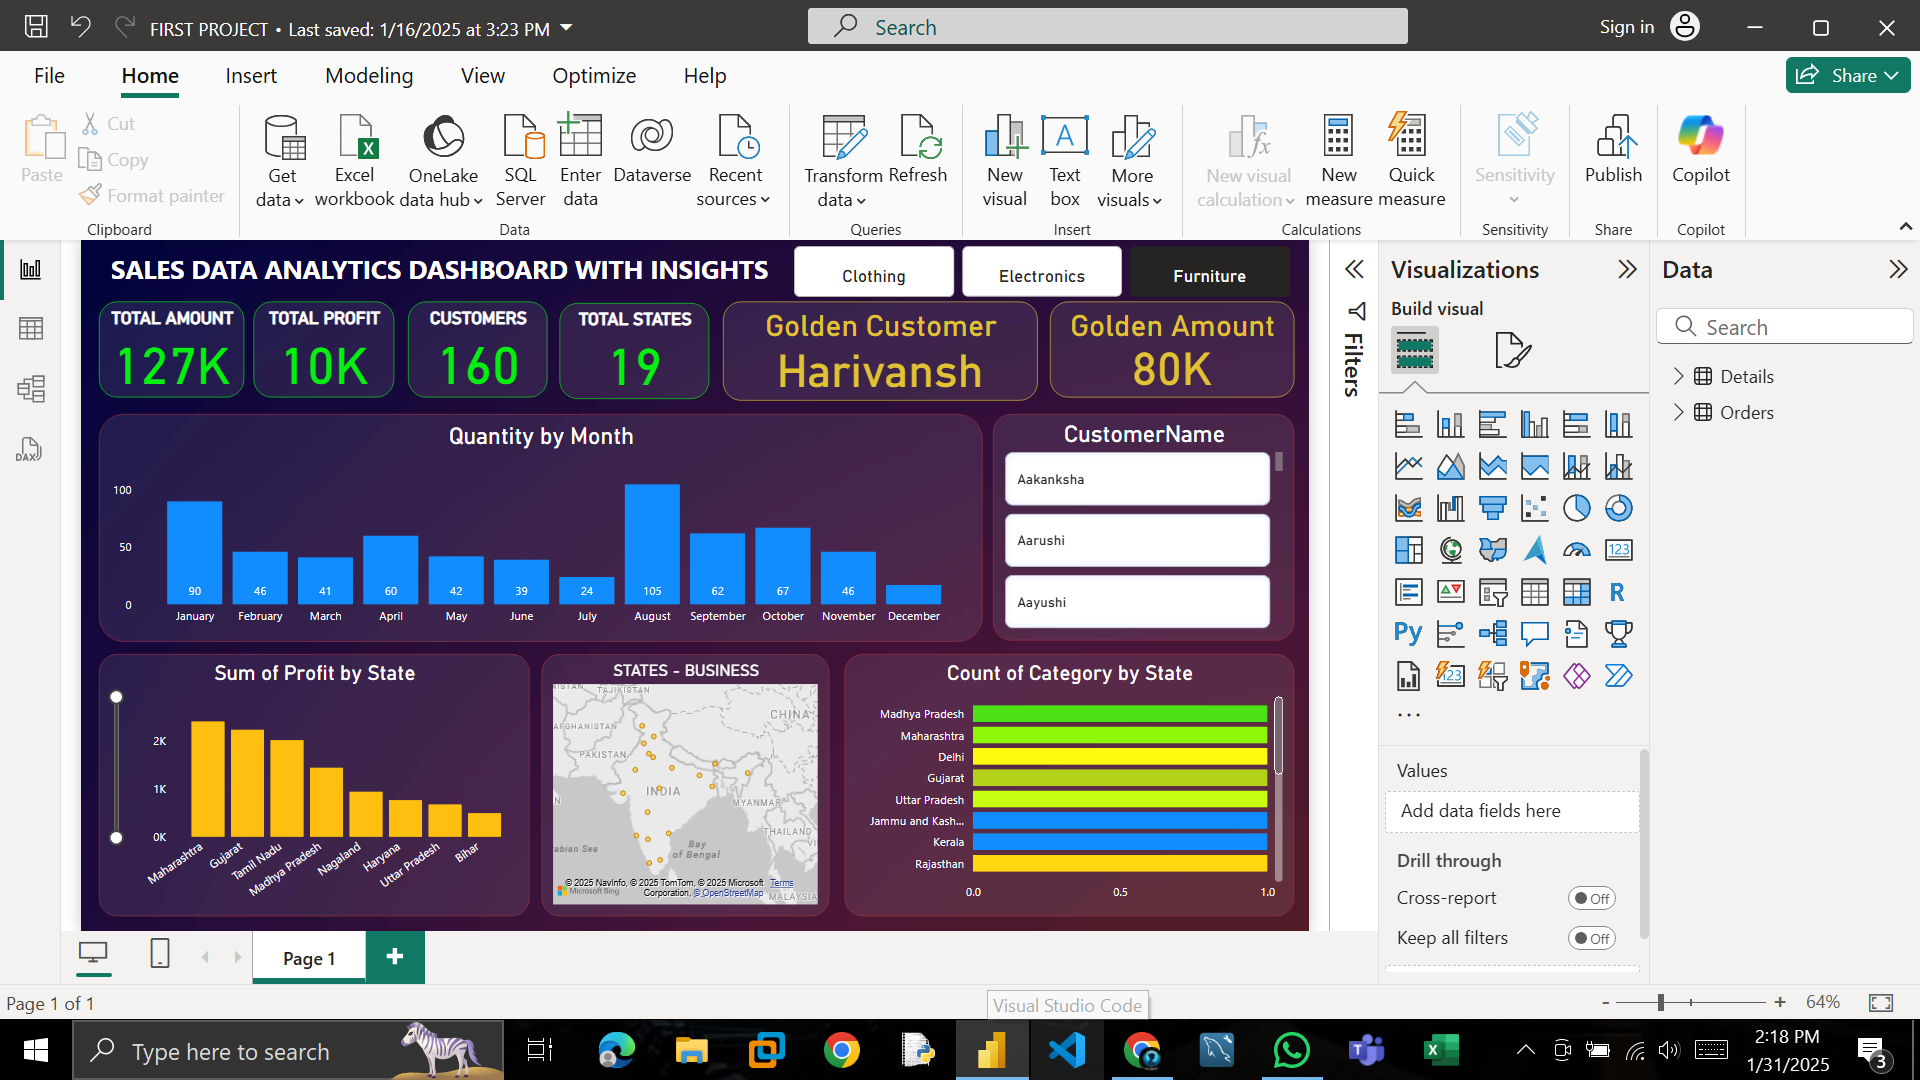 FIRST PROJECT • Last saved: 1/16/2025 at 3:23 PM
Search
Sign in
File
Home
Insert
Modeling
View
Optimize
Help
Share
Paste
Cut
Copy
Format painter
Clipboard
Get data
Excel workbook
OneLake data hub
SQL Server
Enter data
Dataverse
Recent sources
Data
Transform data
Refresh
Queries
New visual
Text box
More visuals
Insert
New visual calculation
New measure
Quick measure
Calculations
Sensitivity
Sensitivity
Publish
Share
Copilot
Copilot
SALES DATA ANALYTICS DASHBOARD WITH INSIGHTS
Clothing
Electronics
Furniture
TOTAL AMOUNT
127K
TOTAL PROFIT
10K
CUSTOMERS
160
TOTAL STATES
19
Golden Customer
Harivansh
Golden Amount
80K
Quantity by Month
100
50
0
90
46
41
60
42
39
24
105
62
67
46
January
February
March
April
May
June
July
August
September
October
November
December
CustomerName
Aakanksha
Aarushi
Aayushi
Sum of Profit by State
2K
1K
0K
Maharashtra
Gujarat
Tamil Nadu
Madhya Pradesh
Nagaland
Haryana
Uttar Pradesh
Bihar
STATES - BUSINESS
TAJIKISTAN
CHINA
AFGHANISTAN
PAKISTAN
INDIA
MYANMAR
THAILAND
Bay
of Bengal
abian Sea
VI
MALAYSIA
Microsoft Bing
© 2025 NavInfo, © 2025 TomTom, © 2025 Microsoft Corporation, © OpenStreetMap
Terms
Count of Category by State
Madhya Pradesh
Maharashtra
Delhi
Gujarat
Uttar Pradesh
Jammu and Kash...
Kerala
Rajasthan
0.0
0.5
1.0
Filters
Visualizations
Build visual
123
R
Py
123
...
Values
Add data fields here
Drill through
Cross-report
Off
Keep all filters
Off
Data
Search
Details
Orders
DAX
Page 1
+
Page 1 of 1
Visual Studio Code
- + 64%
Type here to search
2:18 PM
1/31/2025
3